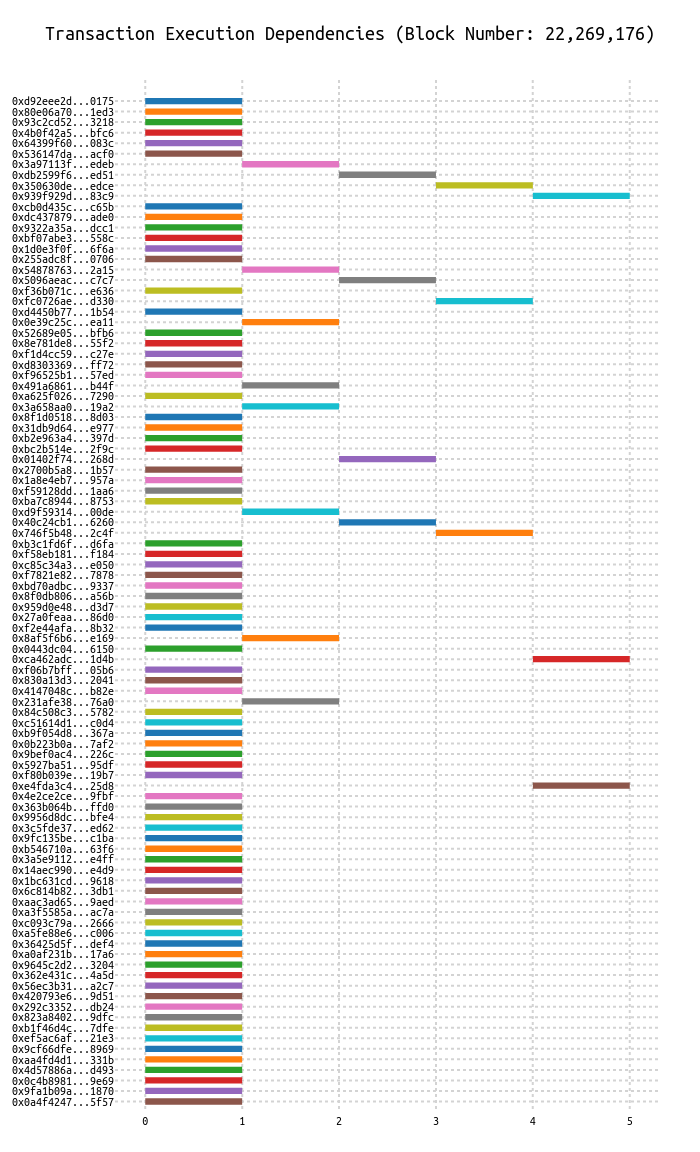 Transaction Execution Dependencies (Block Number: 22,269,176)
0xd92eee2d...0175
0x80e06a70...1ed3
0x93c2cd52...3218
0x4b0f42a5...bfc6
0x64399f60...083c
0x536147da...acf0
0x3a97113f...edeb
0xdb2599f6...ed51
0x350630de...edce
0x939f929d...83c9
0xcb0d435c...c65b
0xdc437879...ade0
0x9322a35a...dcc1
0xbf07abe3...558c
0x1d0e3f0f...6f6a
0x255adc8f...0706
0x54878763...2a15
0x5096aeac...c7c7
0xf36b071c...e636
0xfc0726ae...d330
0xd4450b77...1b54
0x0e39c25c...ea11
0x52689e05...bfb6
0x8e781de8...55f2
0xf1d4cc59...c27e
0xd8303369...ff72
0xf96525b1...57ed
0x491a6861...b44f
0xa625f026...7290
0x3a658aa0...19a2
0x8f1d0518...8d03
0x31db9d64...e977
0xb2e963a4...397d
0xbc2b514e...2f9c
0x01402f74...268d
0x2700b5a8...1b57
0x1a8e4eb7...957a
0xf59128dd...1aa6
0xba7c8944...8753
0xd9f59314...00de
0x40c24cb1...6260
0x746f5b48...2c4f
0xb3c1fd6f...d6fa
0xf58eb181...f184
0xc85c34a3...e050
0xf7821e82...7878
0xbd70adbc...9337
0x8f0db806...a56b
0x959d0e48...d3d7
0x27a0feaa...86d0
0xf2e44afa...8b32
0x8af5f6b6...e169
0x0443dc04...6150
0xca462adc...1d4b
0xf06b7bff...05b6
0x830a13d3...2041
0x4147048c...b82e
0x231afe38...76a0
0x84c508c3...5782
0xc51614d1...c0d4
0xb9f054d8...367a
0x0b223b0a...7af2
0x9bef0ac4...226c
0x5927ba51...95df
0xf80b039e...19b7
0xe4fda3c4...25d8
0x4e2ce2ce...9fbf
0x363b064b...ffd0
0x9956d8dc...bfe4
0x3c5fde37...ed62
0x9fc135be...c1ba
0xb546710a...63f6
0x3a5e9112...e4ff
0x14aec990...e4d9
0x1bc631cd...9618
0x6c814b82...3db1
0xaac3ad65...9aed
0xa3f5585a...ac7a
0xc093c79a...2666
0xa5fe88e6...c006
0x36425d5f...def4
0xa0af231b...17a6
0x9645c2d2...3204
0x362e431c...4a5d
0x56ec3b31...a2c7
0x420793e6...9d51
0x292c3352...db24
0x823a8402...9dfc
0xb1f46d4c...7dfe
0xef5ac6af...21e3
0x9cf66dfe...8969
0xaa4fd4d1...331b
0x4d57886a...d493
0x0c4b8981...9e69
0x9fa1b09a...1870
0x0a4f4247...5f57
0 1 2 3 4 5